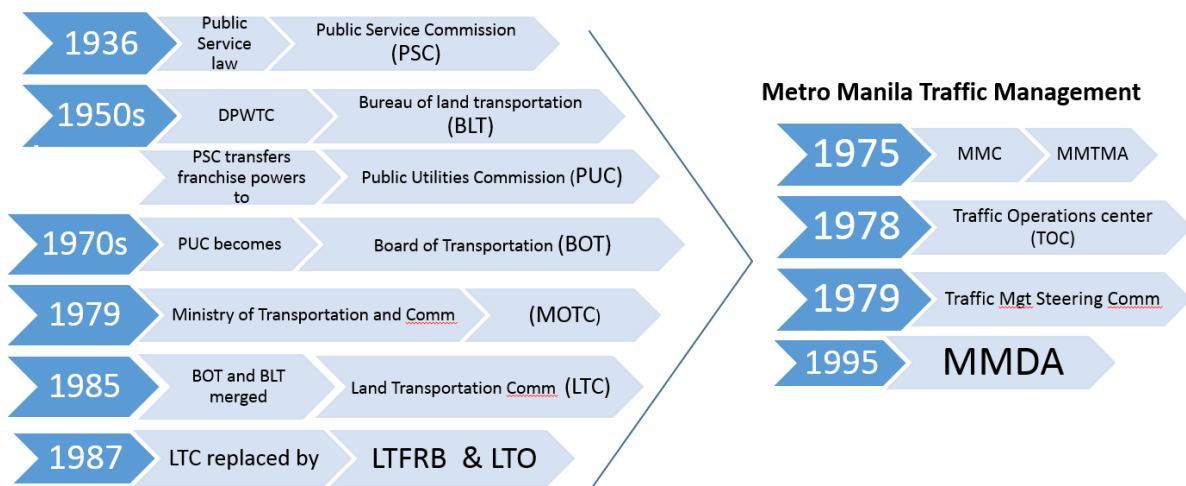 1936
Public
Service
law
Public Service Commission
(PSC)
1950s
DPWTC
Bureau of land transportation
(BLT)
PSC transfers
franchise powers
to
Public Utilities Commission (PUC)
1970s
PUC becomes
Board of Transportation (BOT)
1979
Ministry of Transportation and Comm
(MOTC)
1985
BOT and BLT
merged
Land Transportation Comm (LTC)
1987
LTC replaced by
LTFRB & LTO
Metro Manila Traffic Management
1975
MMC
MMTMA
1978
Traffic Operations center
(TOC)
1979
Traffic Mgt Steering Comm
1995
MMDA